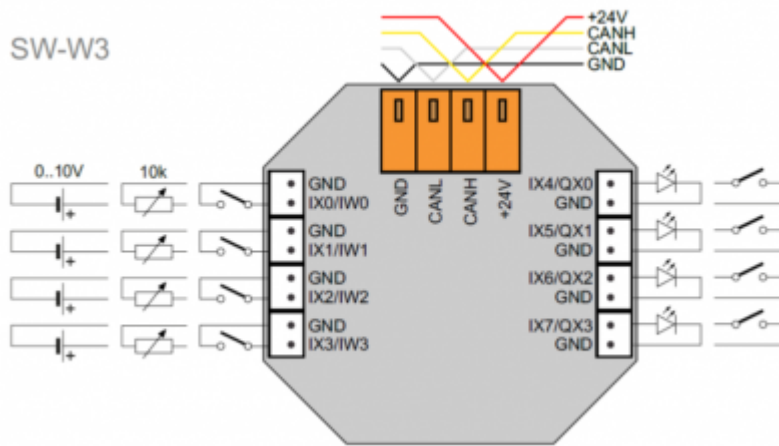 SW-W3
+24V
CANH
CANL
GND
GND
CANL
CANH
+24V
0..10V
10k
GND
IX0/IW0
GND
IX1/IW1
GND
IX2/IW2
GND
IX3/IW3
IX4/QX0
GND
IX5/QX1
GND
IX6/QX2
GND
IX7/QX3
GND
+
+
+
+